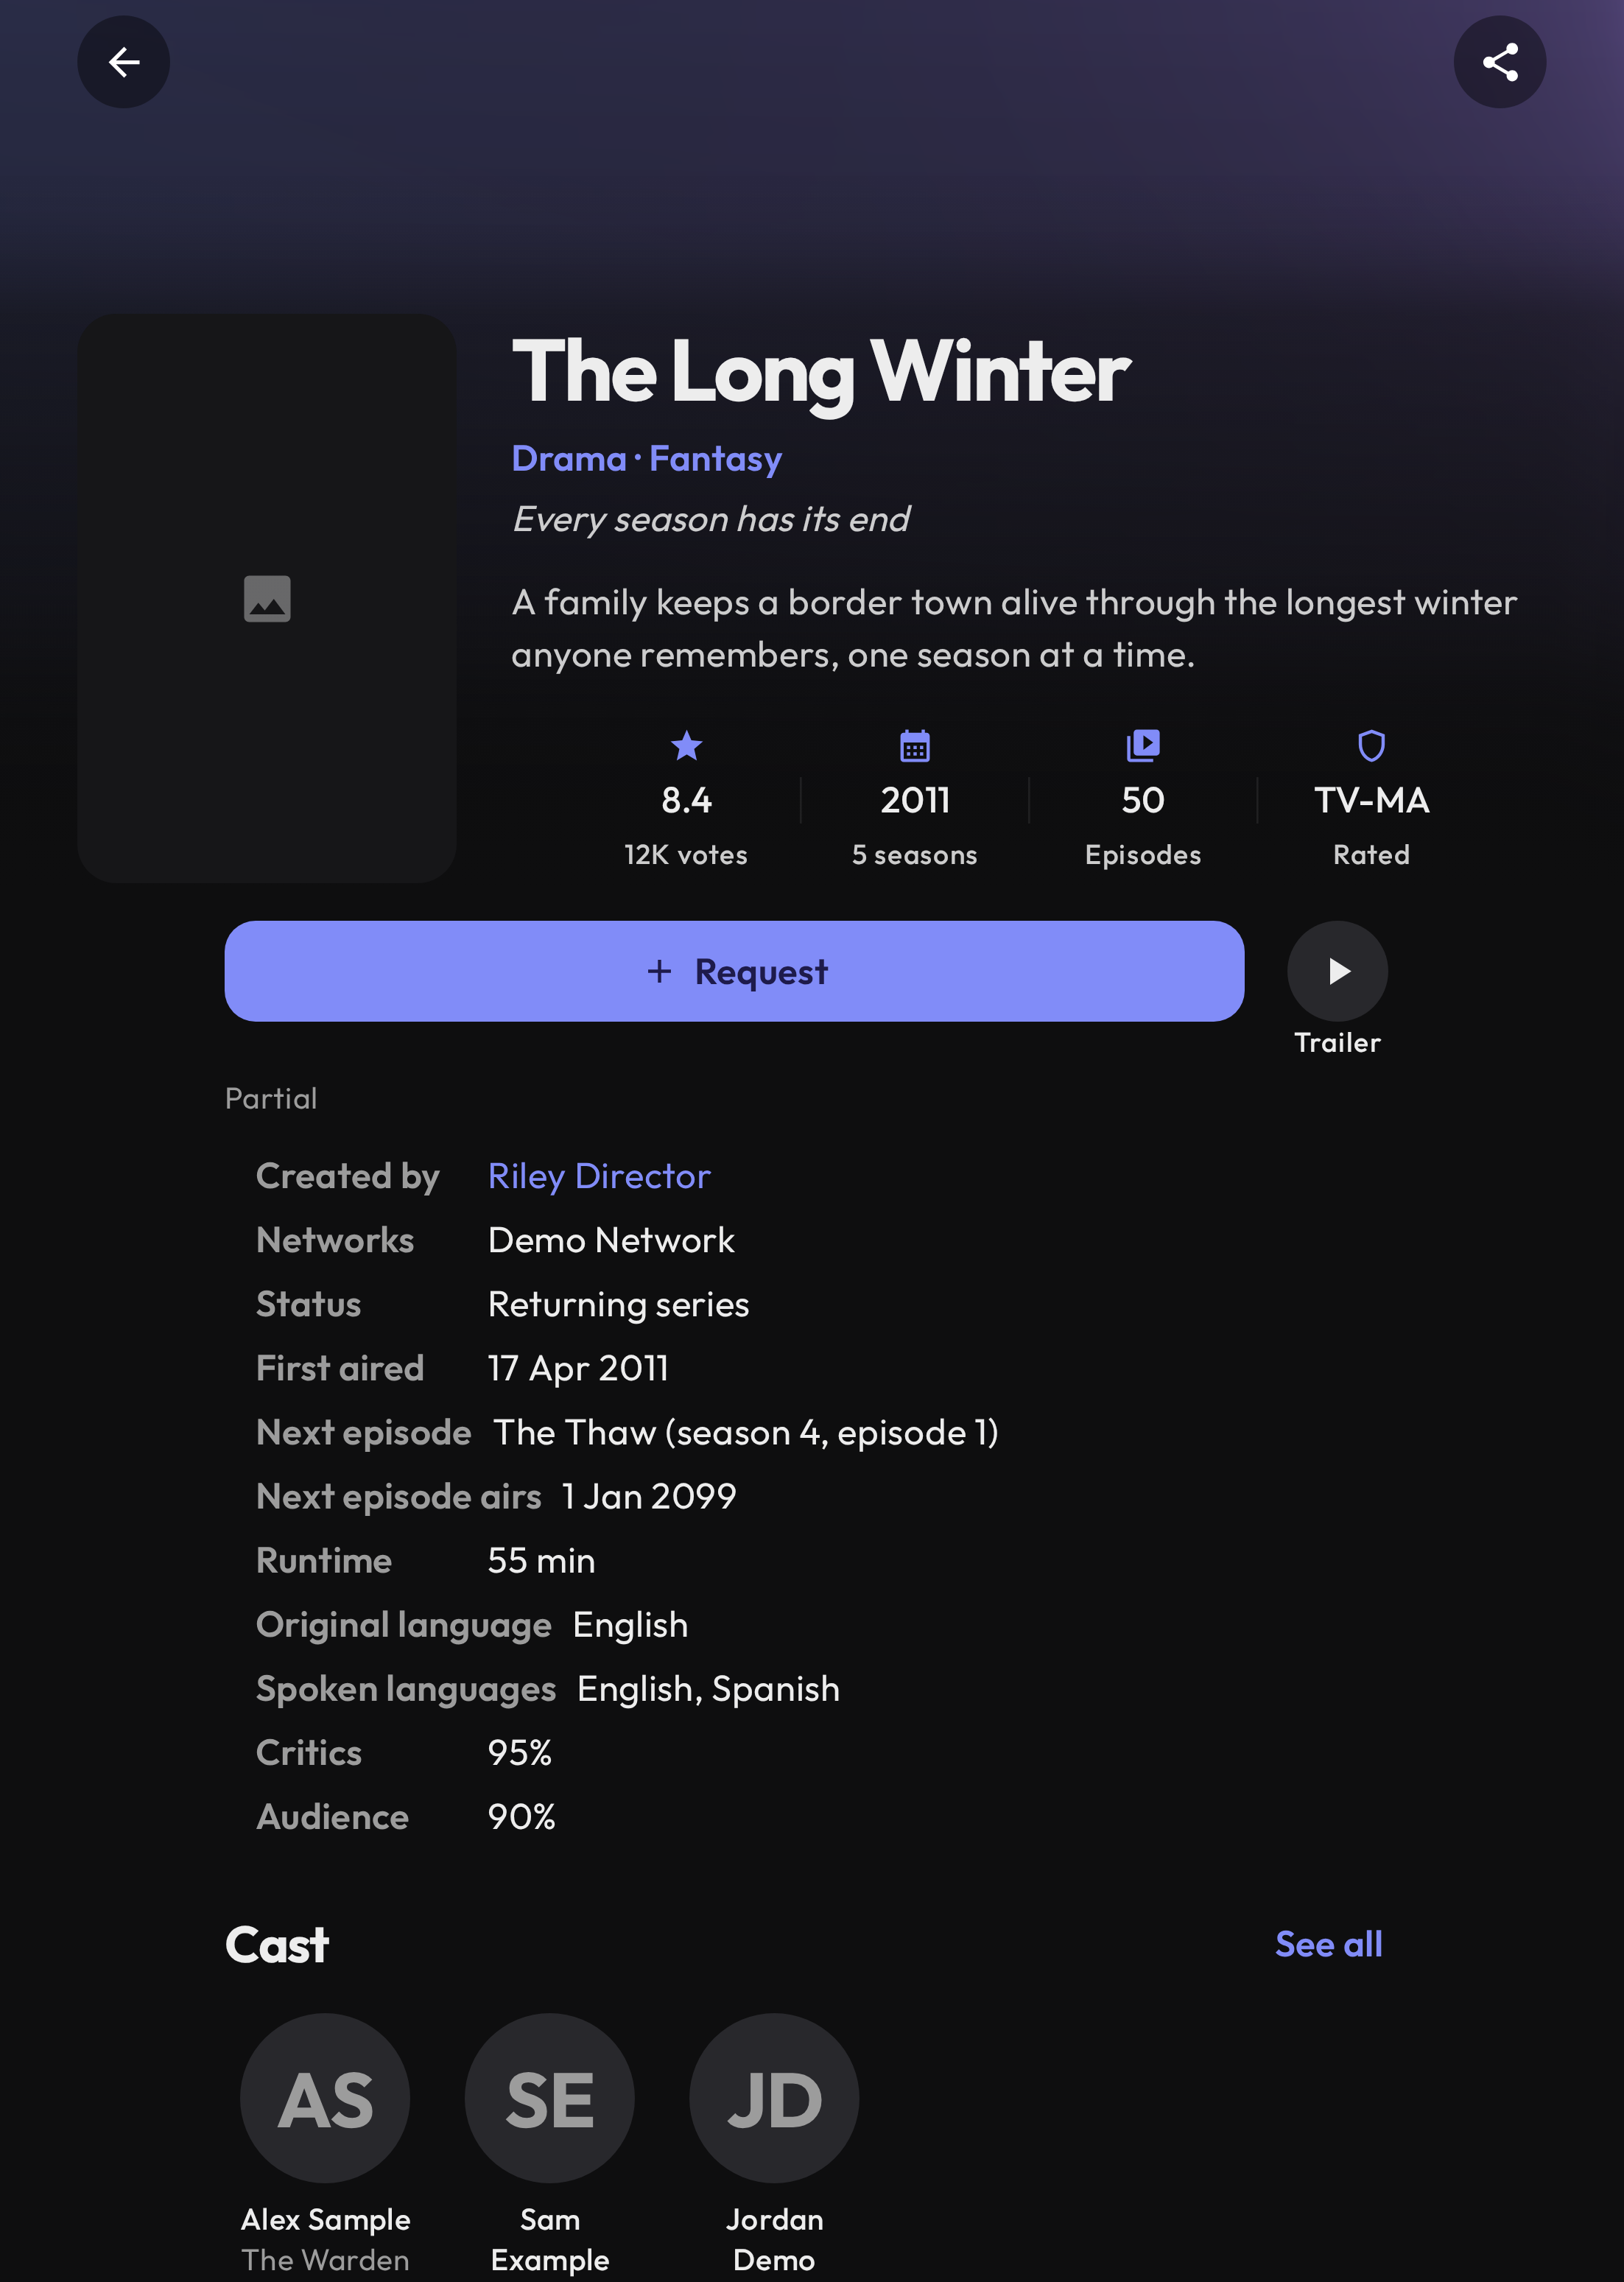 The Long Winter
Drama · Fantasy
Every season has its end
A family keeps a border town alive through the longest winter
anyone remembers, one season at a time.
8.4 2011 50 TV-MA
12K votes 5 seasons Episodes Rated
+ Request
Trailer
Partial
Created by Riley Director
Networks Demo Network
Status Returning series
First aired 17 Apr 2011
Next episode The Thaw (season 4, episode 1)
Next episode airs 1 Jan 2099
Runtime 55 min
Original language English
Spoken languages English, Spanish
Critics 95%
Audience 90%
Cast See all
AS SE JD
Alex Sample Sam Jordan
The Warden Example Demo